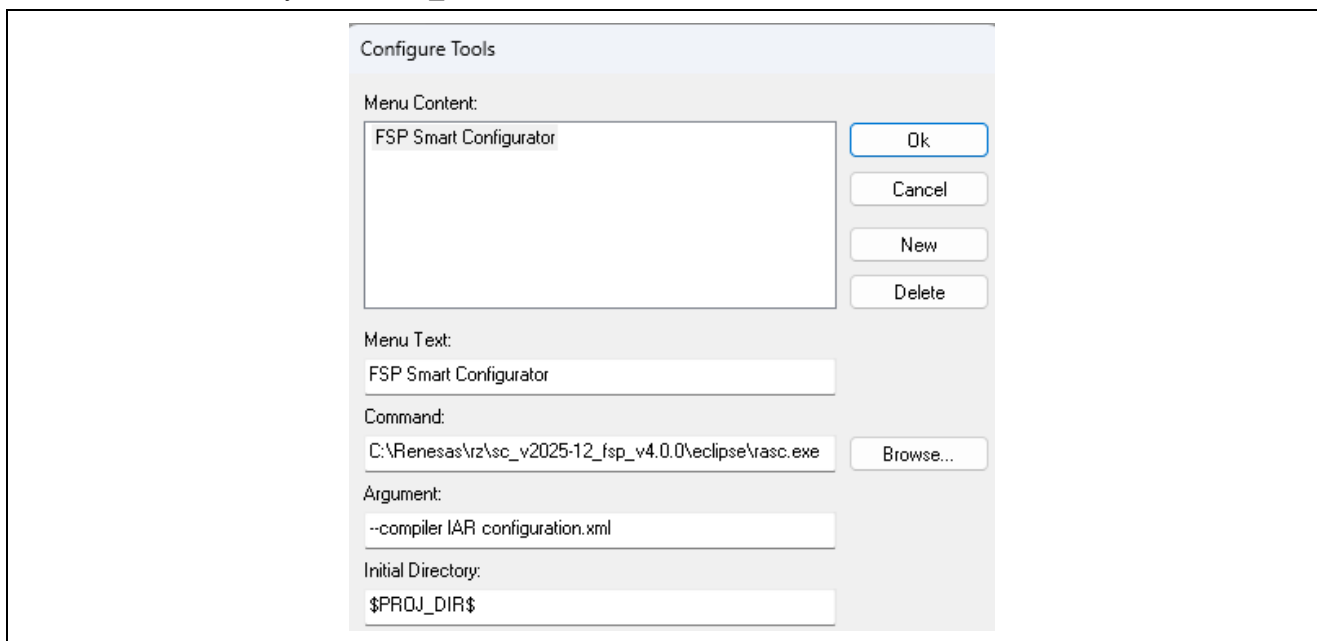 Configure Tools
Menu Content:
FSP Smart Configurator
Ok
Cancel
New
Delete
Menu Text:
FSP Smart Configurator
Command:
C:\Renesas\rz\sc_v2025-12_fsp_v4.0.0\eclipse\rasc.exe
Browse...
Argument:
--compiler IAR configuration.xml
Initial Directory:
$PROJ_DIR$